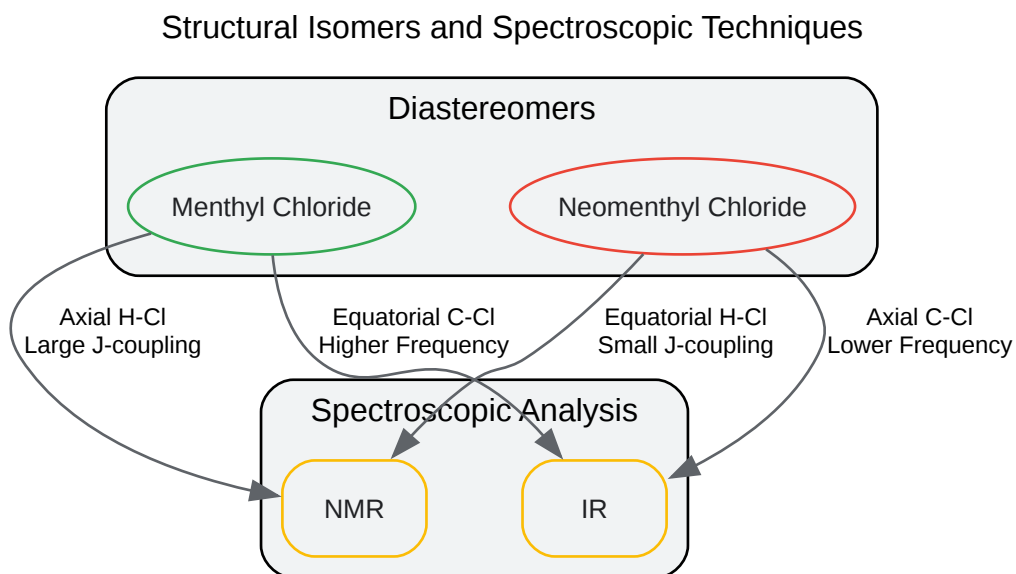 Structural Isomers and Spectroscopic Techniques
Diastereomers
Menthyl Chloride
Neomenthyl Chloride
Axial H-Cl
Large J-coupling
Equatorial C-Cl
Higher Frequency
Equatorial H-Cl
Small J-coupling
Axial C-Cl
Lower Frequency
Spectroscopic Analysis
NMR
IR